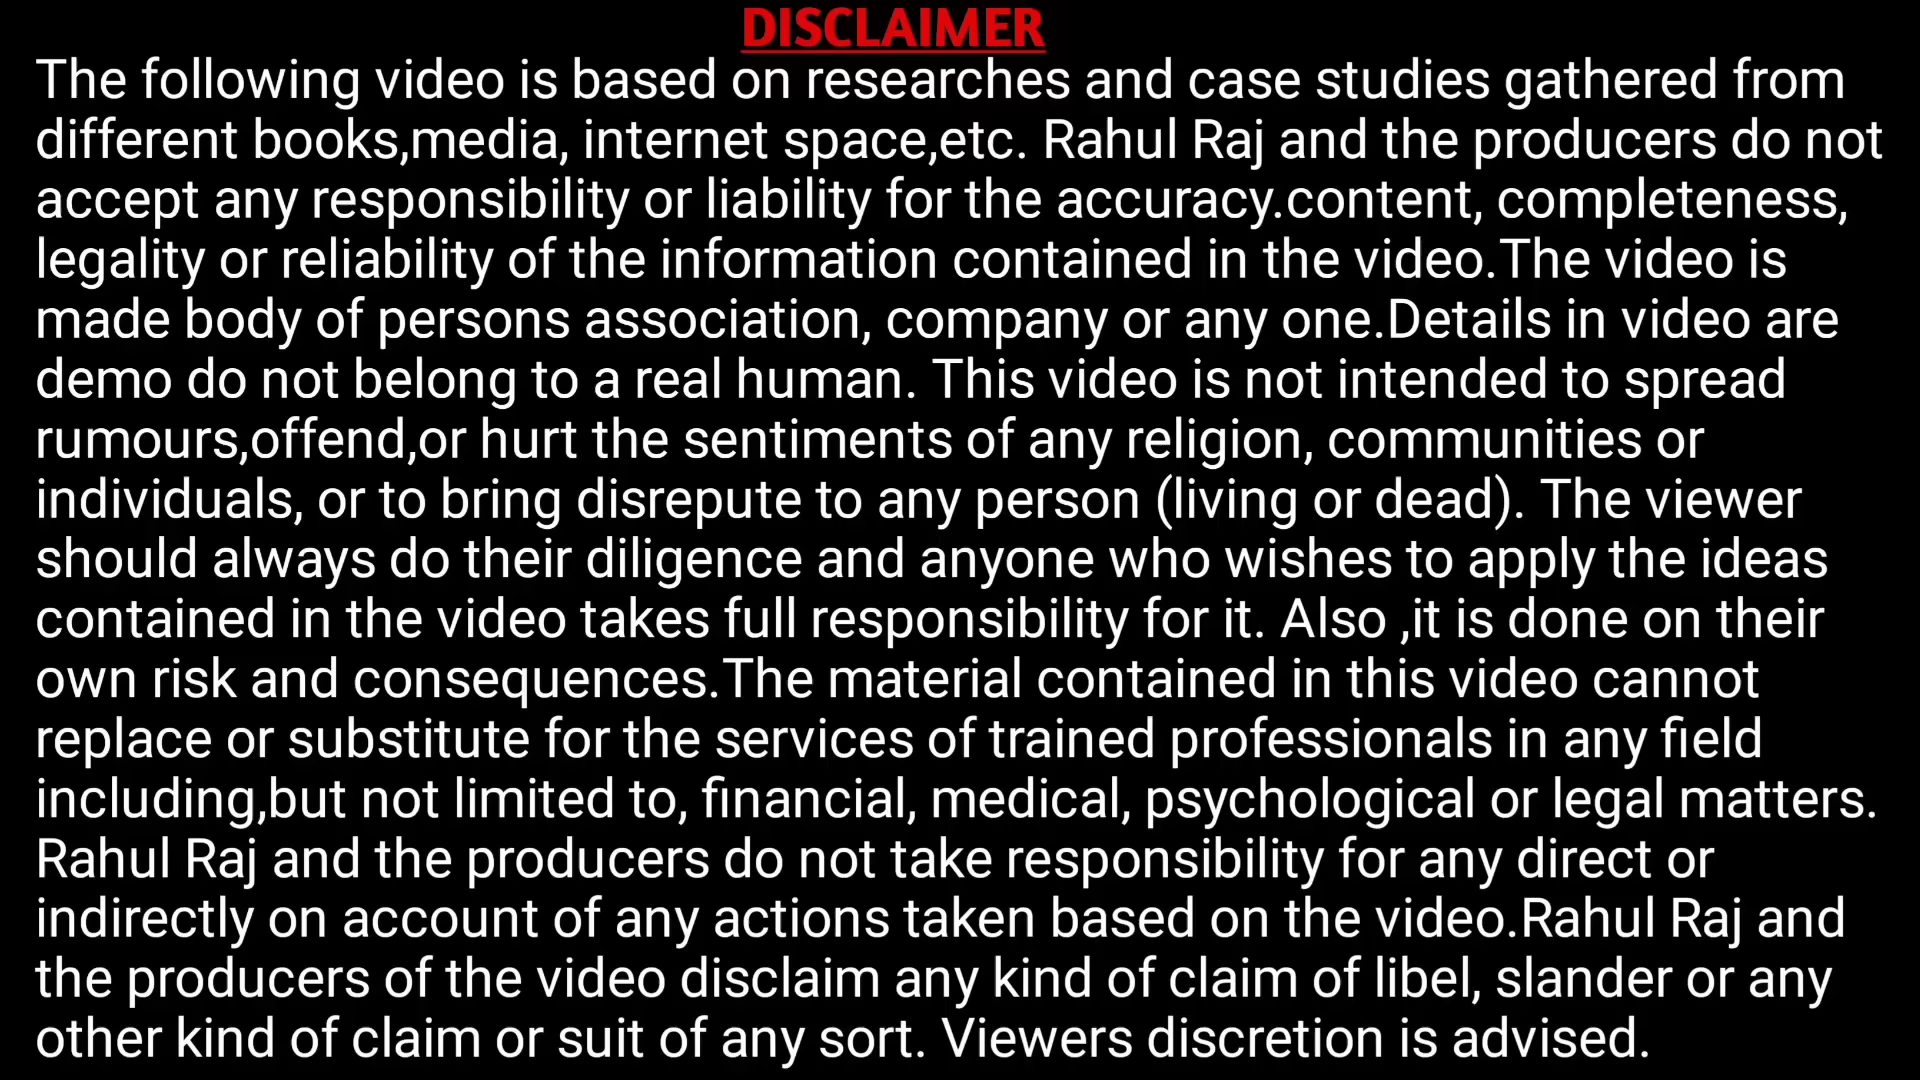 DISCLAIMER
The following video is based on researches and case studies gathered from
different books,media, internet space,etc. Rahul Raj and the producers do not
accept any responsibility or liability for the accuracy.content, completeness,
legality or reliability of the information contained in the video.The video is
made body of persons association, company or any one.Details in video are
demo do not belong to a real human. This video is not intended to spread
rumours,offend,or hurt the sentiments of any religion, communities or
individuals, or to bring disrepute to any person (living or dead). The viewer
should always do their diligence and anyone who wishes to apply the ideas
contained in the video takes full responsibility for it. Also ,it is done on their
own risk and consequences.The material contained in this video cannot
replace or substitute for the services of trained professionals in any field
including,but not limited to, financial, medical, psychological or legal matters.
Rahul Raj and the producers do not take responsibility for any direct or
indirectly on account of any actions taken based on the video.Rahul Raj and
the producers of the video disclaim any kind of claim of libel, slander or any
other kind of claim or suit of any sort. Viewers discretion is advised.